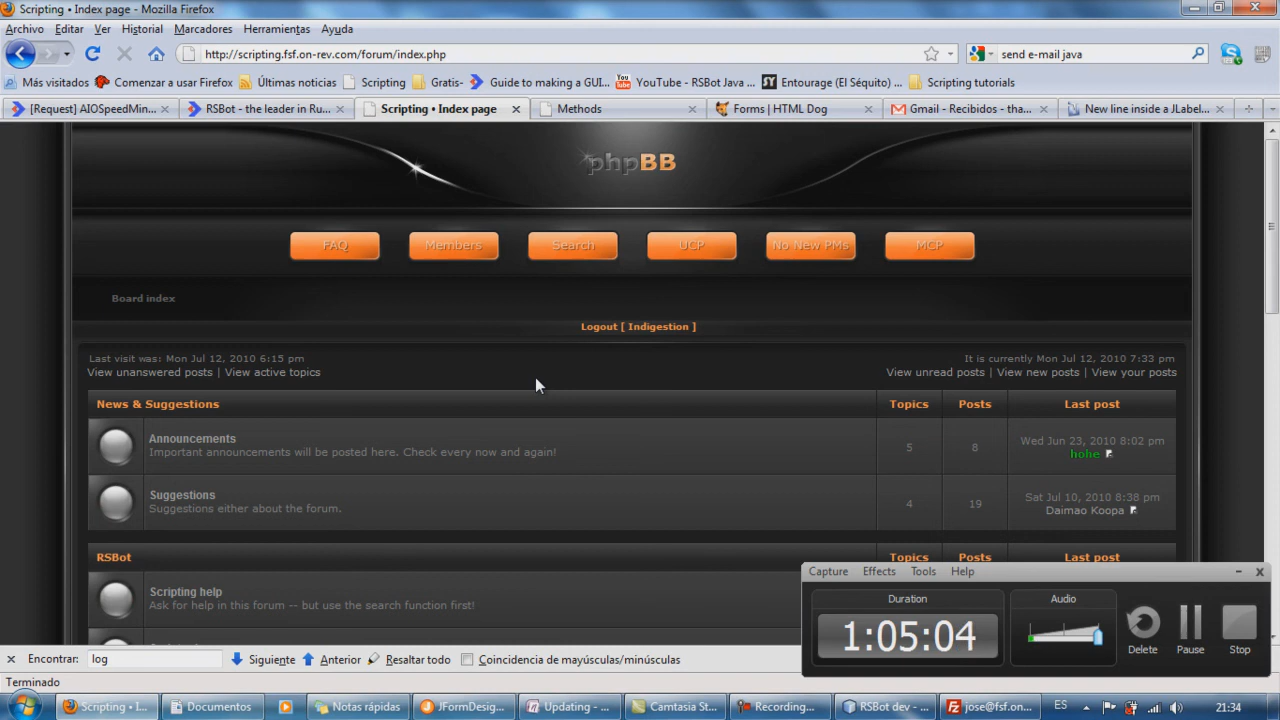 Scripting • Index page - Mozilla Firefox
Archivo Editar Ver Historial Marcadores Herramientas Ayuda
http://scripting.fsf.on-rev.com/forum/index.php
send e-mail java
Más visitados Comenzar a usar Firefox Últimas noticias Scripting Gratis- Guide to making a GUI... YouTube - RSBot Java ... Entourage (El Séquito) ... Scripting tutorials
[Request] AIOSpeedMin... RSBot - the leader in Ru... Scripting • Index page Methods Forms | HTML Dog Gmail - Recibidos - tha... New line inside a JLabel...
phpBB
FAQ Members Search UCP No New PMs MCP
Board index
Logout [ Indigestion ]
Last visit was: Mon Jul 12, 2010 6:15 pm It is currently Mon Jul 12, 2010 7:33 pm
View unanswered posts | View active topics View unread posts | View new posts | View your posts
News & Suggestions Topics Posts Last post
Announcements
Important announcements will be posted here. Check every now and again!
5 8 Wed Jun 23, 2010 8:02 pm
hohe
Suggestions
Suggestions either about the forum.
4 19 Sat Jul 10, 2010 8:38 pm
Daimao Koopa
RSBot Topics Posts Last post
Scripting help
Ask for help in this forum -- but use the search function first!
Capture Effects Tools Help
Duration Audio
1:05:04
Delete Pause Stop
Encontrar: log Siguiente Anterior Resaltar todo Coincidencia de mayúsculas/minúsculas
Terminado
Scripting • I... Documentos Notas rápidas JFormDesig... Updating - ... Camtasia St... Recording... RSBot dev - ... jose@fsf.on... ES 21:34